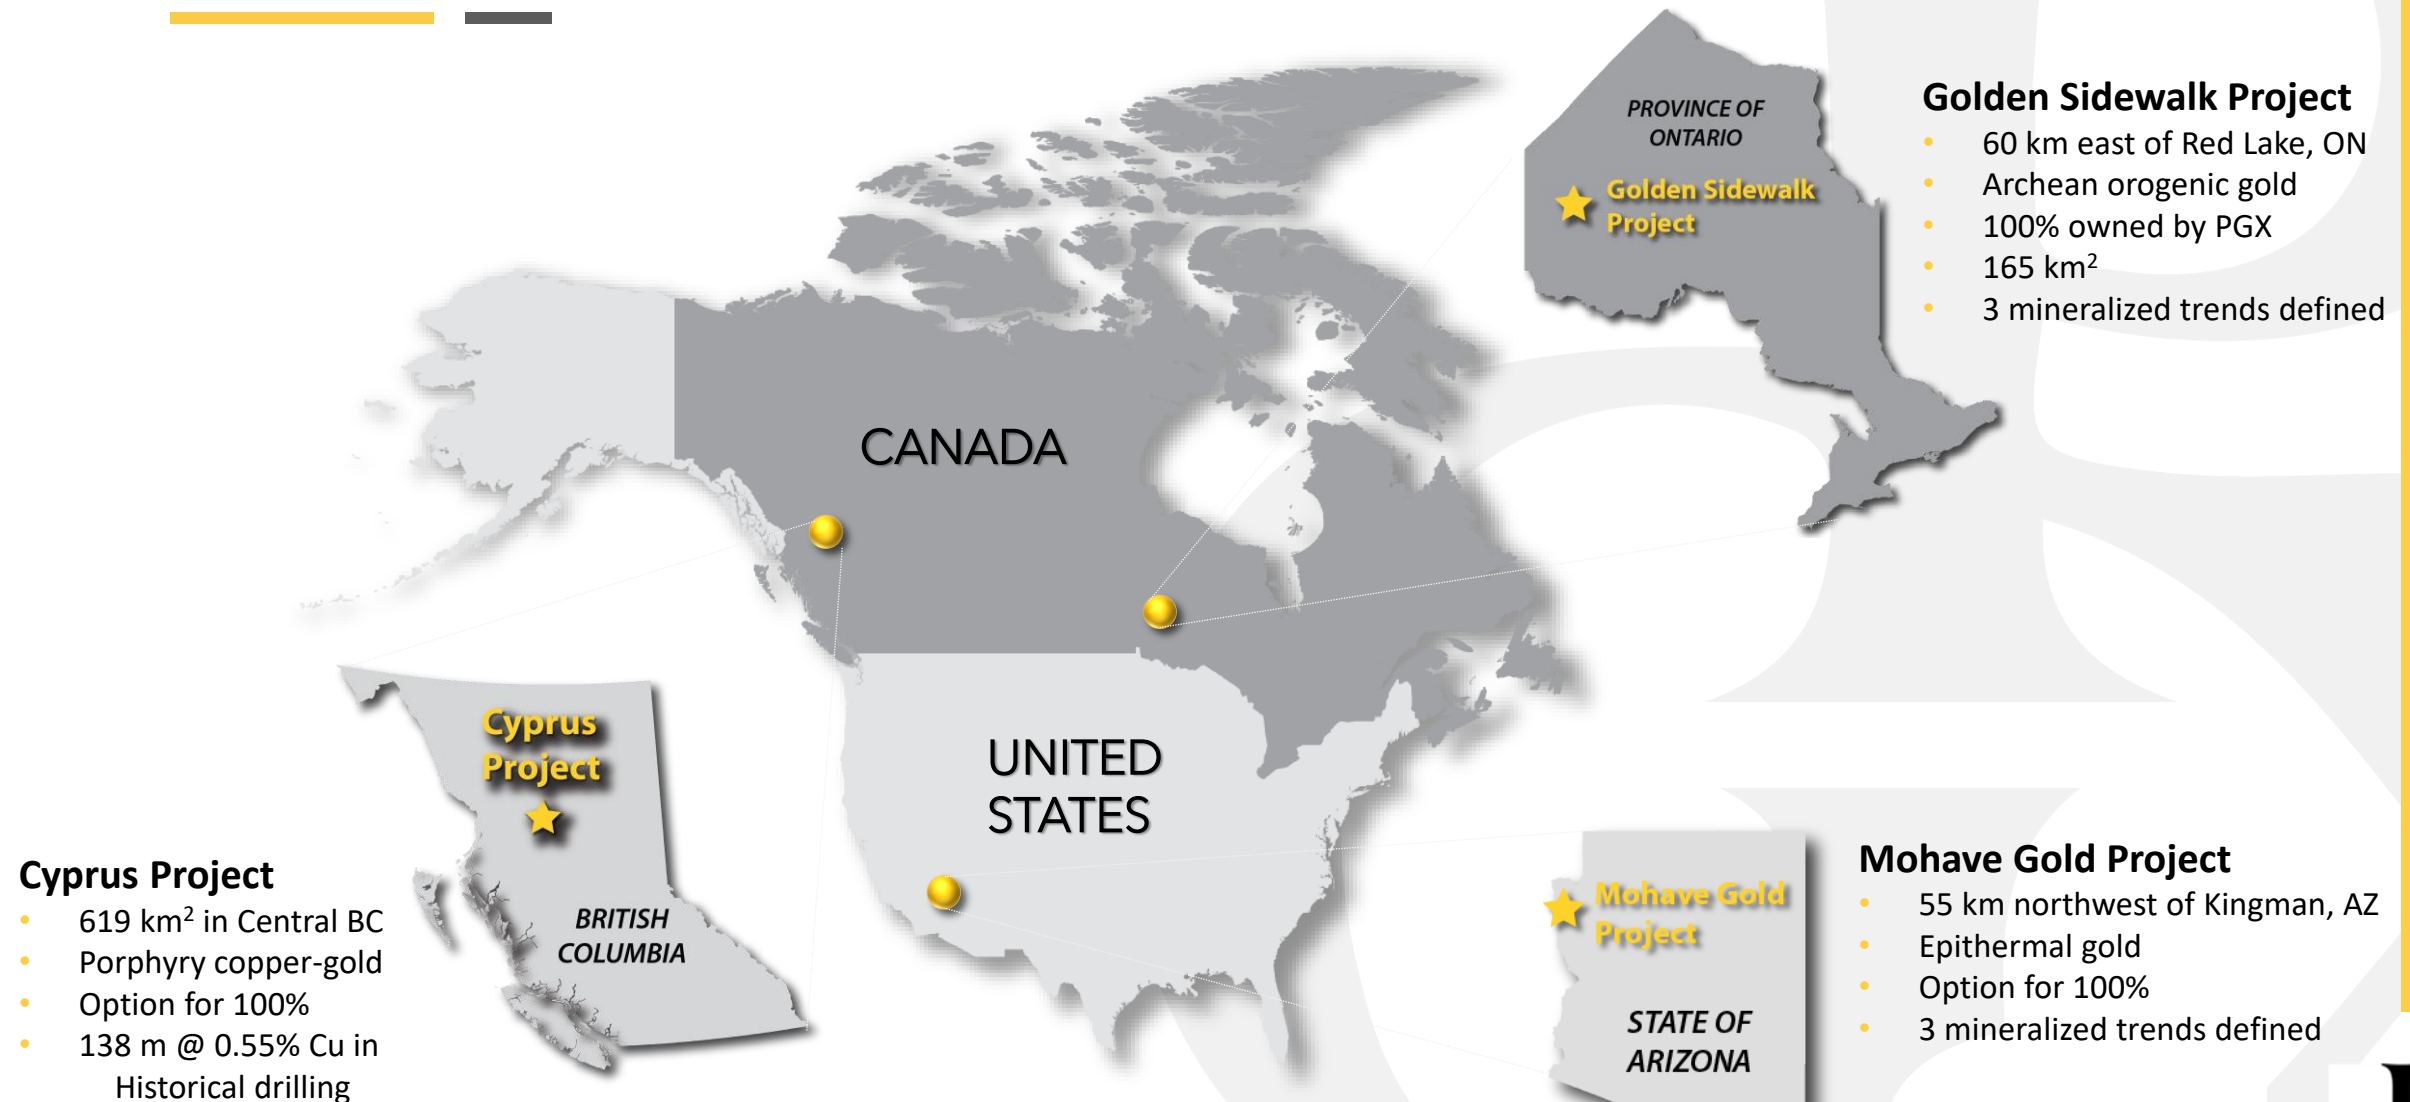 PROVINCE OF
ONTARIO
Golden Sidewalk
Project
Golden Sidewalk Project
• 60 km east of Red Lake, ON
• Archean orogenic gold
• 100% owned by PGX
• 165 km²
• 3 mineralized trends defined
CANADA
UNITED
STATES
Cyprus
Project
BRITISH
COLUMBIA
Cyprus Project
• 619 km² in Central BC
• Porphyry copper-gold
• Option for 100%
• 138 m @ 0.55% Cu in
Historical drilling
Mohave Gold
Project
STATE OF
ARIZONA
Mohave Gold Project
• 55 km northwest of Kingman, AZ
• Epithermal gold
• Option for 100%
• 3 mineralized trends defined